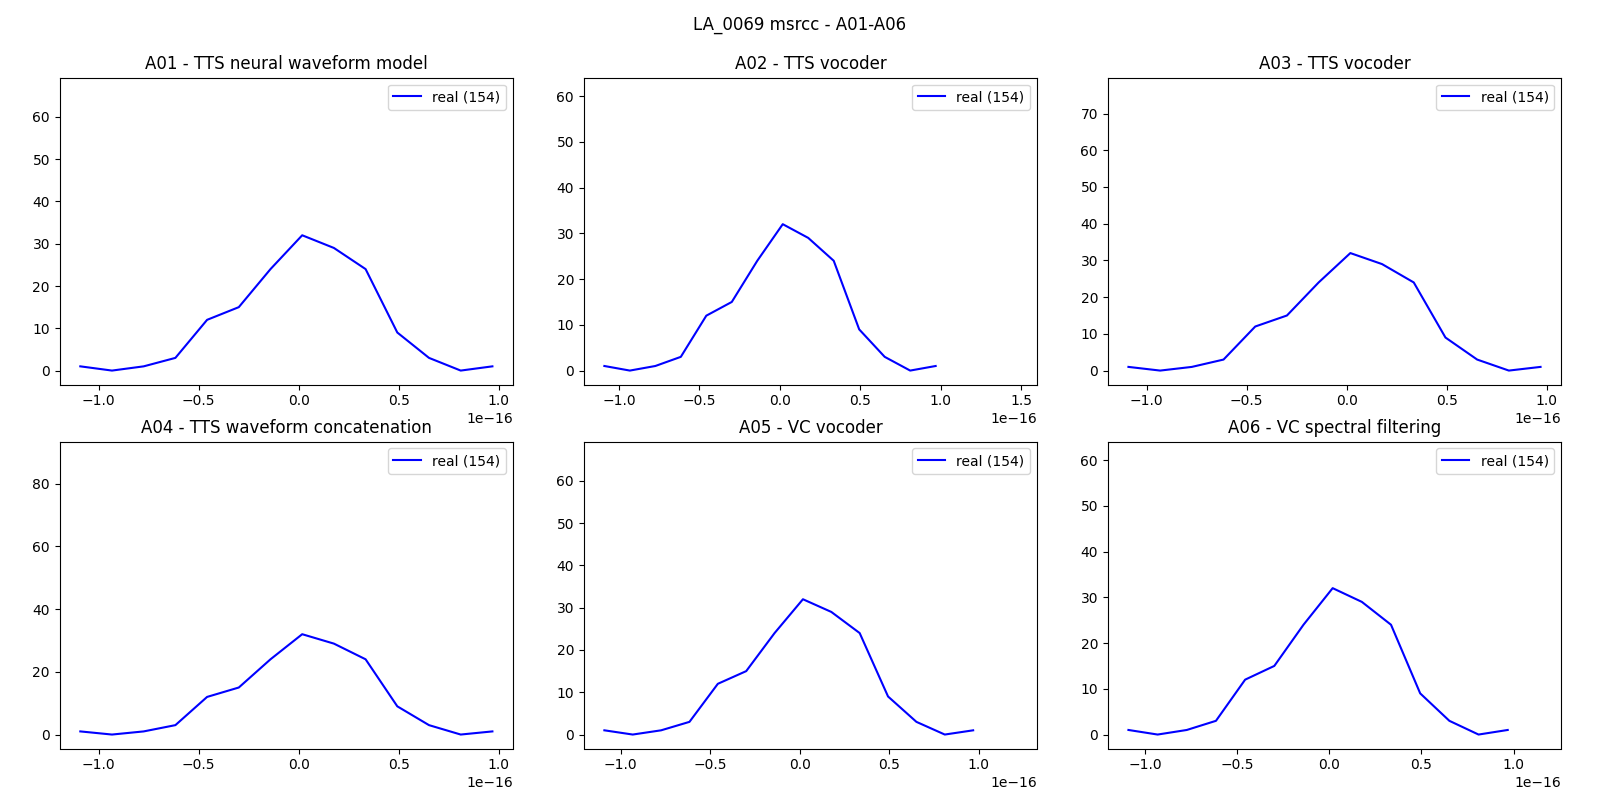 LA_0069 msrcc - A01-A06
A01 - TTS neural waveform model
real (154)
60
50
40
30
20
10
0
−1.0 −0.5 0.0 0.5 1.0
1e−16
A02 - TTS vocoder
real (154)
60
50
40
30
20
10
0
−1.0 −0.5 0.0 0.5 1.0 1.5
1e−16
A03 - TTS vocoder
real (154)
70
60
50
40
30
20
10
0
−1.0 −0.5 0.0 0.5 1.0
1e−16
A04 - TTS waveform concatenation
real (154)
80
60
40
20
0
−1.0 −0.5 0.0 0.5 1.0
1e−16
A05 - VC vocoder
real (154)
60
50
40
30
20
10
0
−1.0 −0.5 0.0 0.5 1.0
1e−16
A06 - VC spectral filtering
real (154)
60
50
40
30
20
10
0
−1.0 −0.5 0.0 0.5 1.0
1e−16